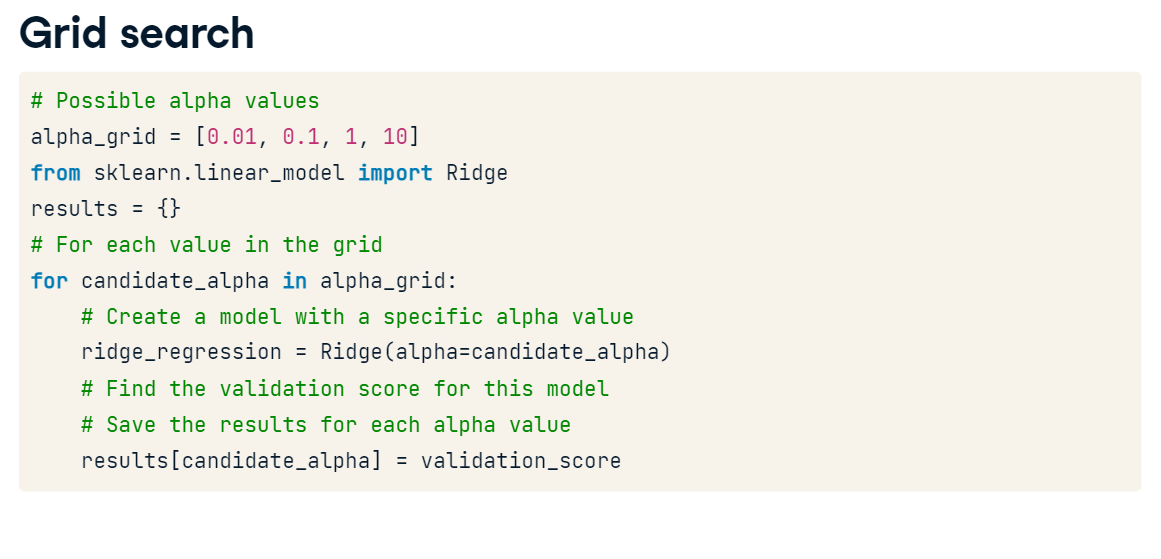 Grid search
# Possible alpha values
alpha_grid = [0.01, 0.1, 1, 10]
from sklearn.linear_model import Ridge
results = {}
# For each value in the grid
for candidate_alpha in alpha_grid:
    # Create a model with a specific alpha value
    ridge_regression = Ridge(alpha=candidate_alpha)
    # Find the validation score for this model
    # Save the results for each alpha value
    results[candidate_alpha] = validation_score